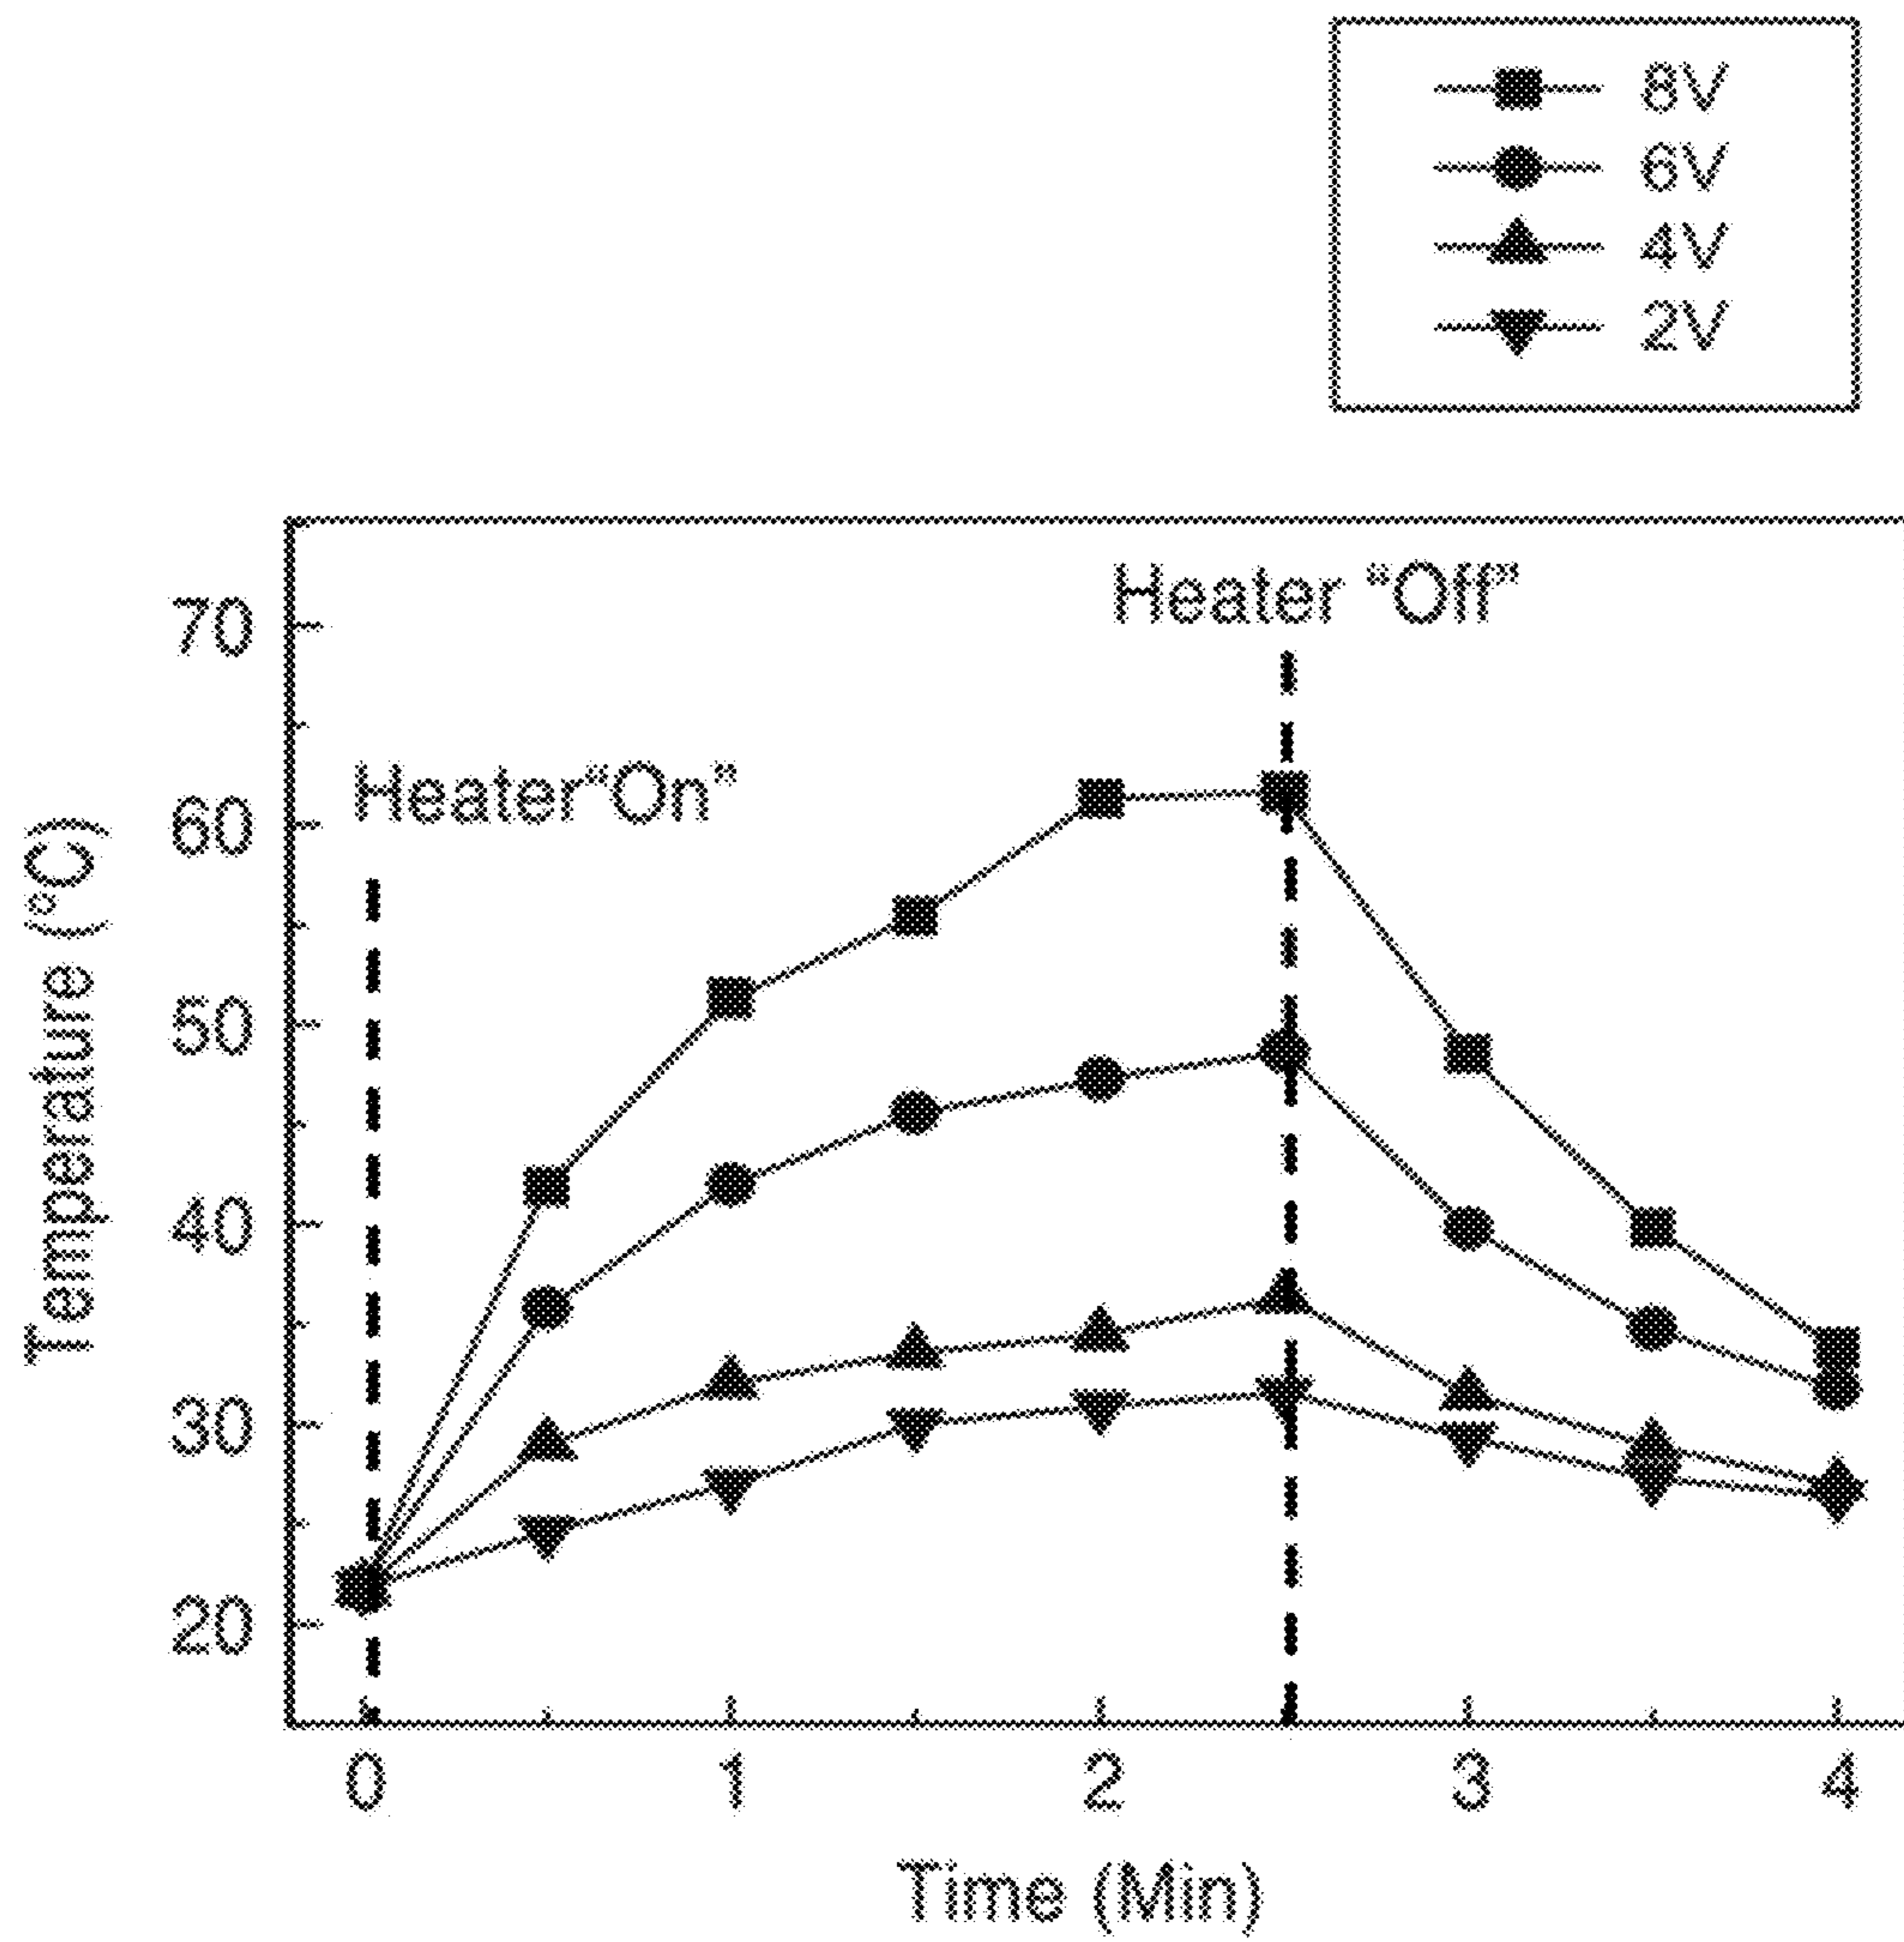 8V
6V
4V
2V
Heater “Off”
Heater“On”
Temperature (°C)
70
60
50
40
30
20
0 1 2 3 4
Time (Min)